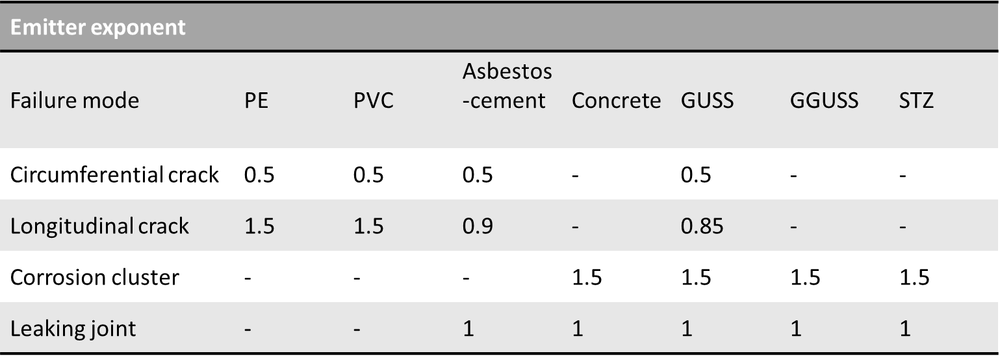 Emitter exponent
Asbestos
Failure mode PE PVC -cement Concrete GUSS GGUSS STZ
Circumferential crack 0.5 0.5 0.5 - 0.5 - -
Longitudinal crack 1.5 1.5 0.9 - 0.85 - -
Corrosion cluster - - - 1.5 1.5 1.5 1.5
Leaking joint - - 1 1 1 1 1